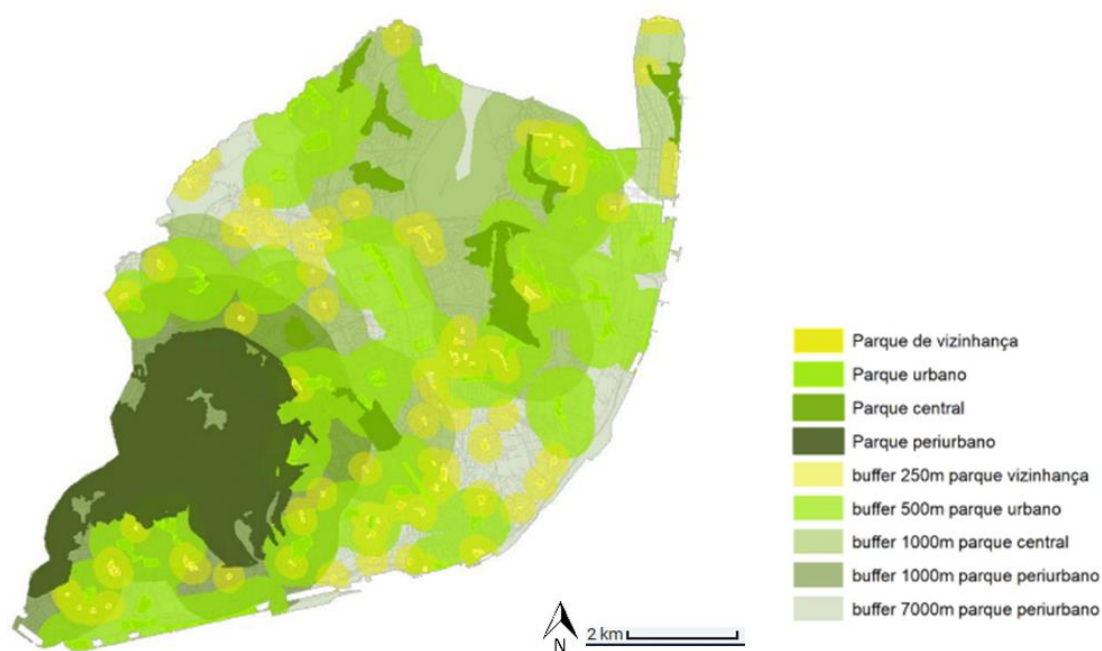 Parque de vizinhança
Parque urbano
Parque central
Parque periurbano
buffer 250m parque vizinhança
buffer 500m parque urbano
buffer 1000m parque central
buffer 1000m parque periurbano
buffer 7000m parque periurbano
N
2 km